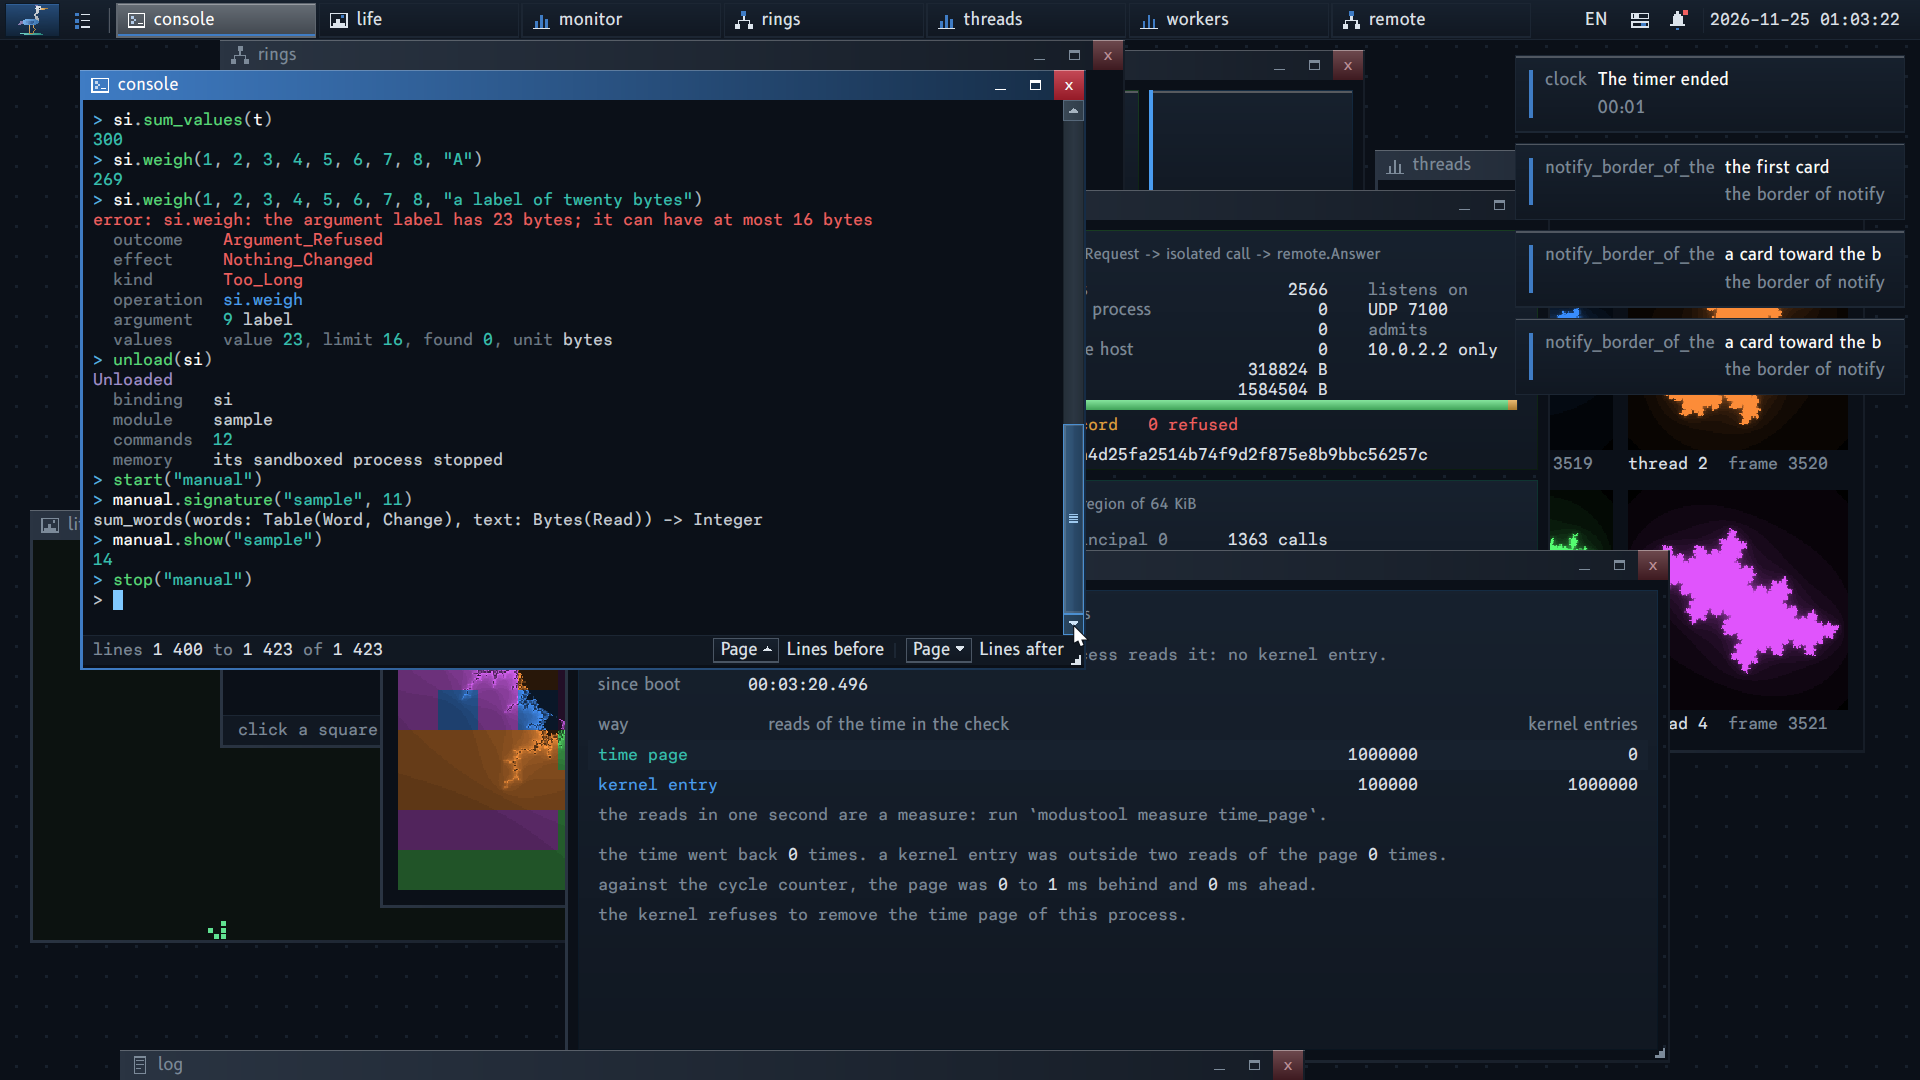 console
life
monitor
rings
threads
workers
remote
EN
2026-11-25 01:03:22
rings
console
> si.sum_values(t)
300
> si.weigh(1, 2, 3, 4, 5, 6, 7, 8, "A")
269
> si.weigh(1, 2, 3, 4, 5, 6, 7, 8, "a label of twenty bytes")
error: si.weigh: the argument label has 23 bytes; it can have at most 16 bytes
outcome Argument_Refused
effect Nothing_Changed
kind Too_Long
operation si.weigh
argument 9 label
values value 23, limit 16, found 0, unit bytes
> unload(si)
Unloaded
binding si
module sample
commands 12
memory its sandboxed process stopped
> start("manual")
> manual.signature("sample", 11)
sum_words(words: Table(Word, Change), text: Bytes(Read)) -> Integer
> manual.show("sample")
14
> stop("manual")
>
lines 1 400 to 1 423 of 1 423
Page Lines before
Page Lines after
clock The timer ended
00:01
notify_border_of_the the first card
the border of notify
notify_border_of_the a card toward the b
the border of notify
notify_border_of_the a card toward the b
the border of notify
threads
Request -> isolated call -> remote.Answer
2566 listens on
process 0 UDP 7100
0 admits
host 0 10.0.2.2 only
318824 B
1584504 B
0 refused
4d25fa2514b74f9d2f875e8b9bbc56257c
region of 64 KiB
0 1363 calls
3519
thread 2 frame 3520
4 frame 3521
click a square
reads it: no kernel entry.
since boot 00:03:20.496
way reads of the time in the check kernel entries
time page 1000000 0
kernel entry 100000 1000000
the reads in one second are a measure: run `modustool measure time_page`.
the time went back 0 times. a kernel entry was outside two reads of the page 0 times.
against the cycle counter, the page was 0 to 1 ms behind and 0 ms ahead.
the kernel refuses to remove the time page of this process.
log